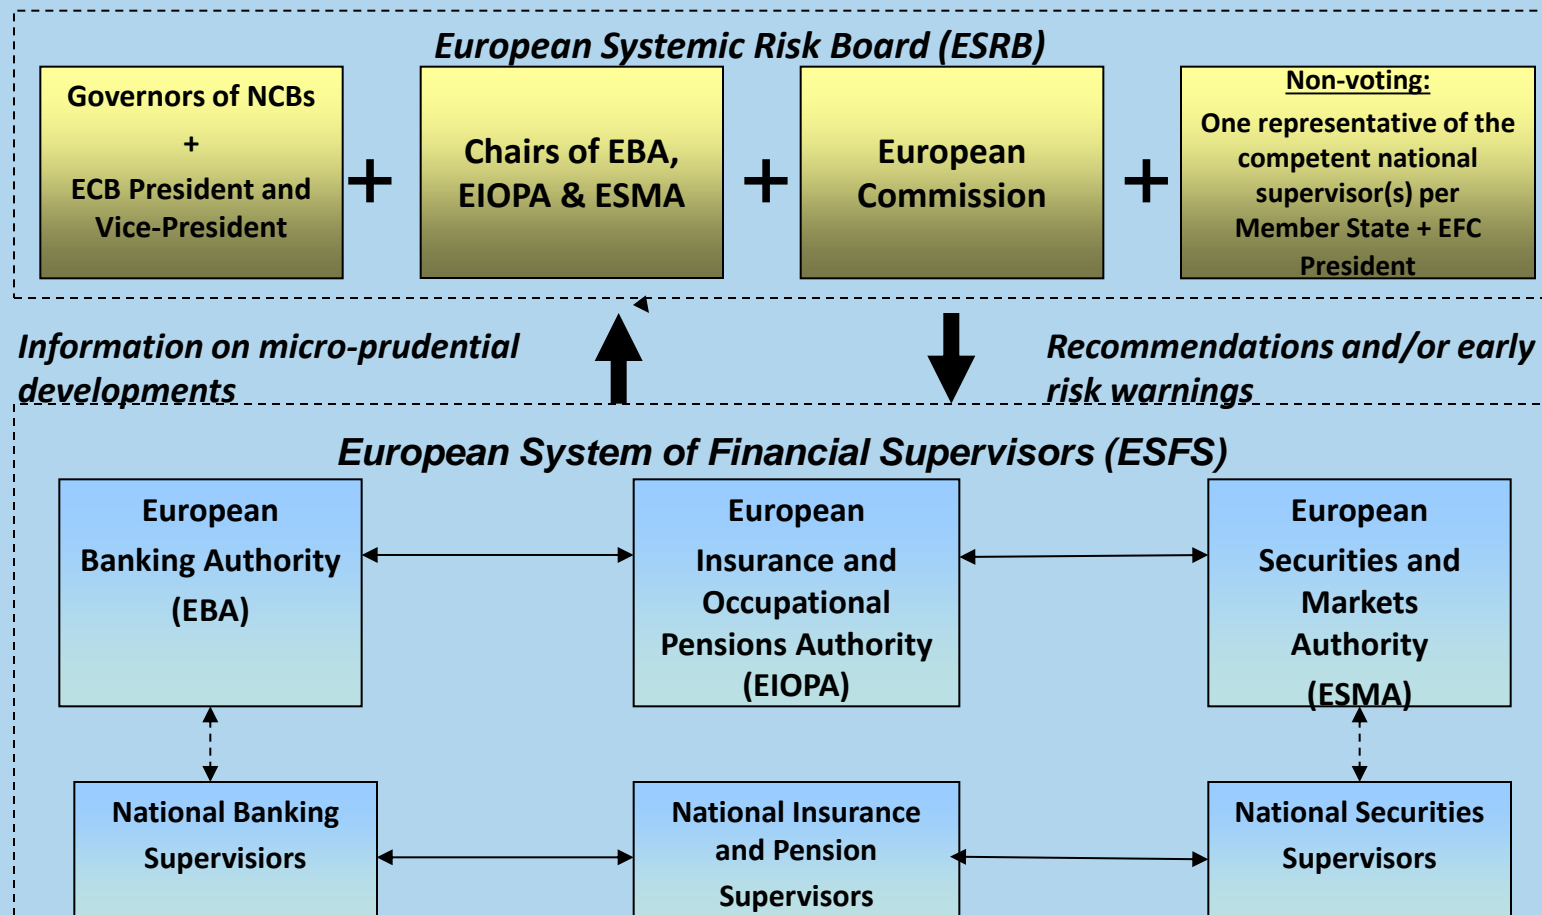 European Systemic Risk Board (ESRB)
Governors of NCBs
+
ECB President and
Vice-President
+
Chairs of EBA,
EIOPA & ESMA
+
European
Commission
+
Non-voting:
One representative of the
competent national
supervisor(s) per
Member State + EFC
President
Information on micro-prudential
developments
Recommendations and/or early
risk warnings
European System of Financial Supervisors (ESFS)
European
Banking Authority
(EBA)
European
Insurance and
Occupational
Pensions Authority
(EIOPA)
European
Securities and
Markets
Authority
(ESMA)
National Banking
Supervisiors
National Insurance
and Pension
Supervisors
National Securities
Supervisors